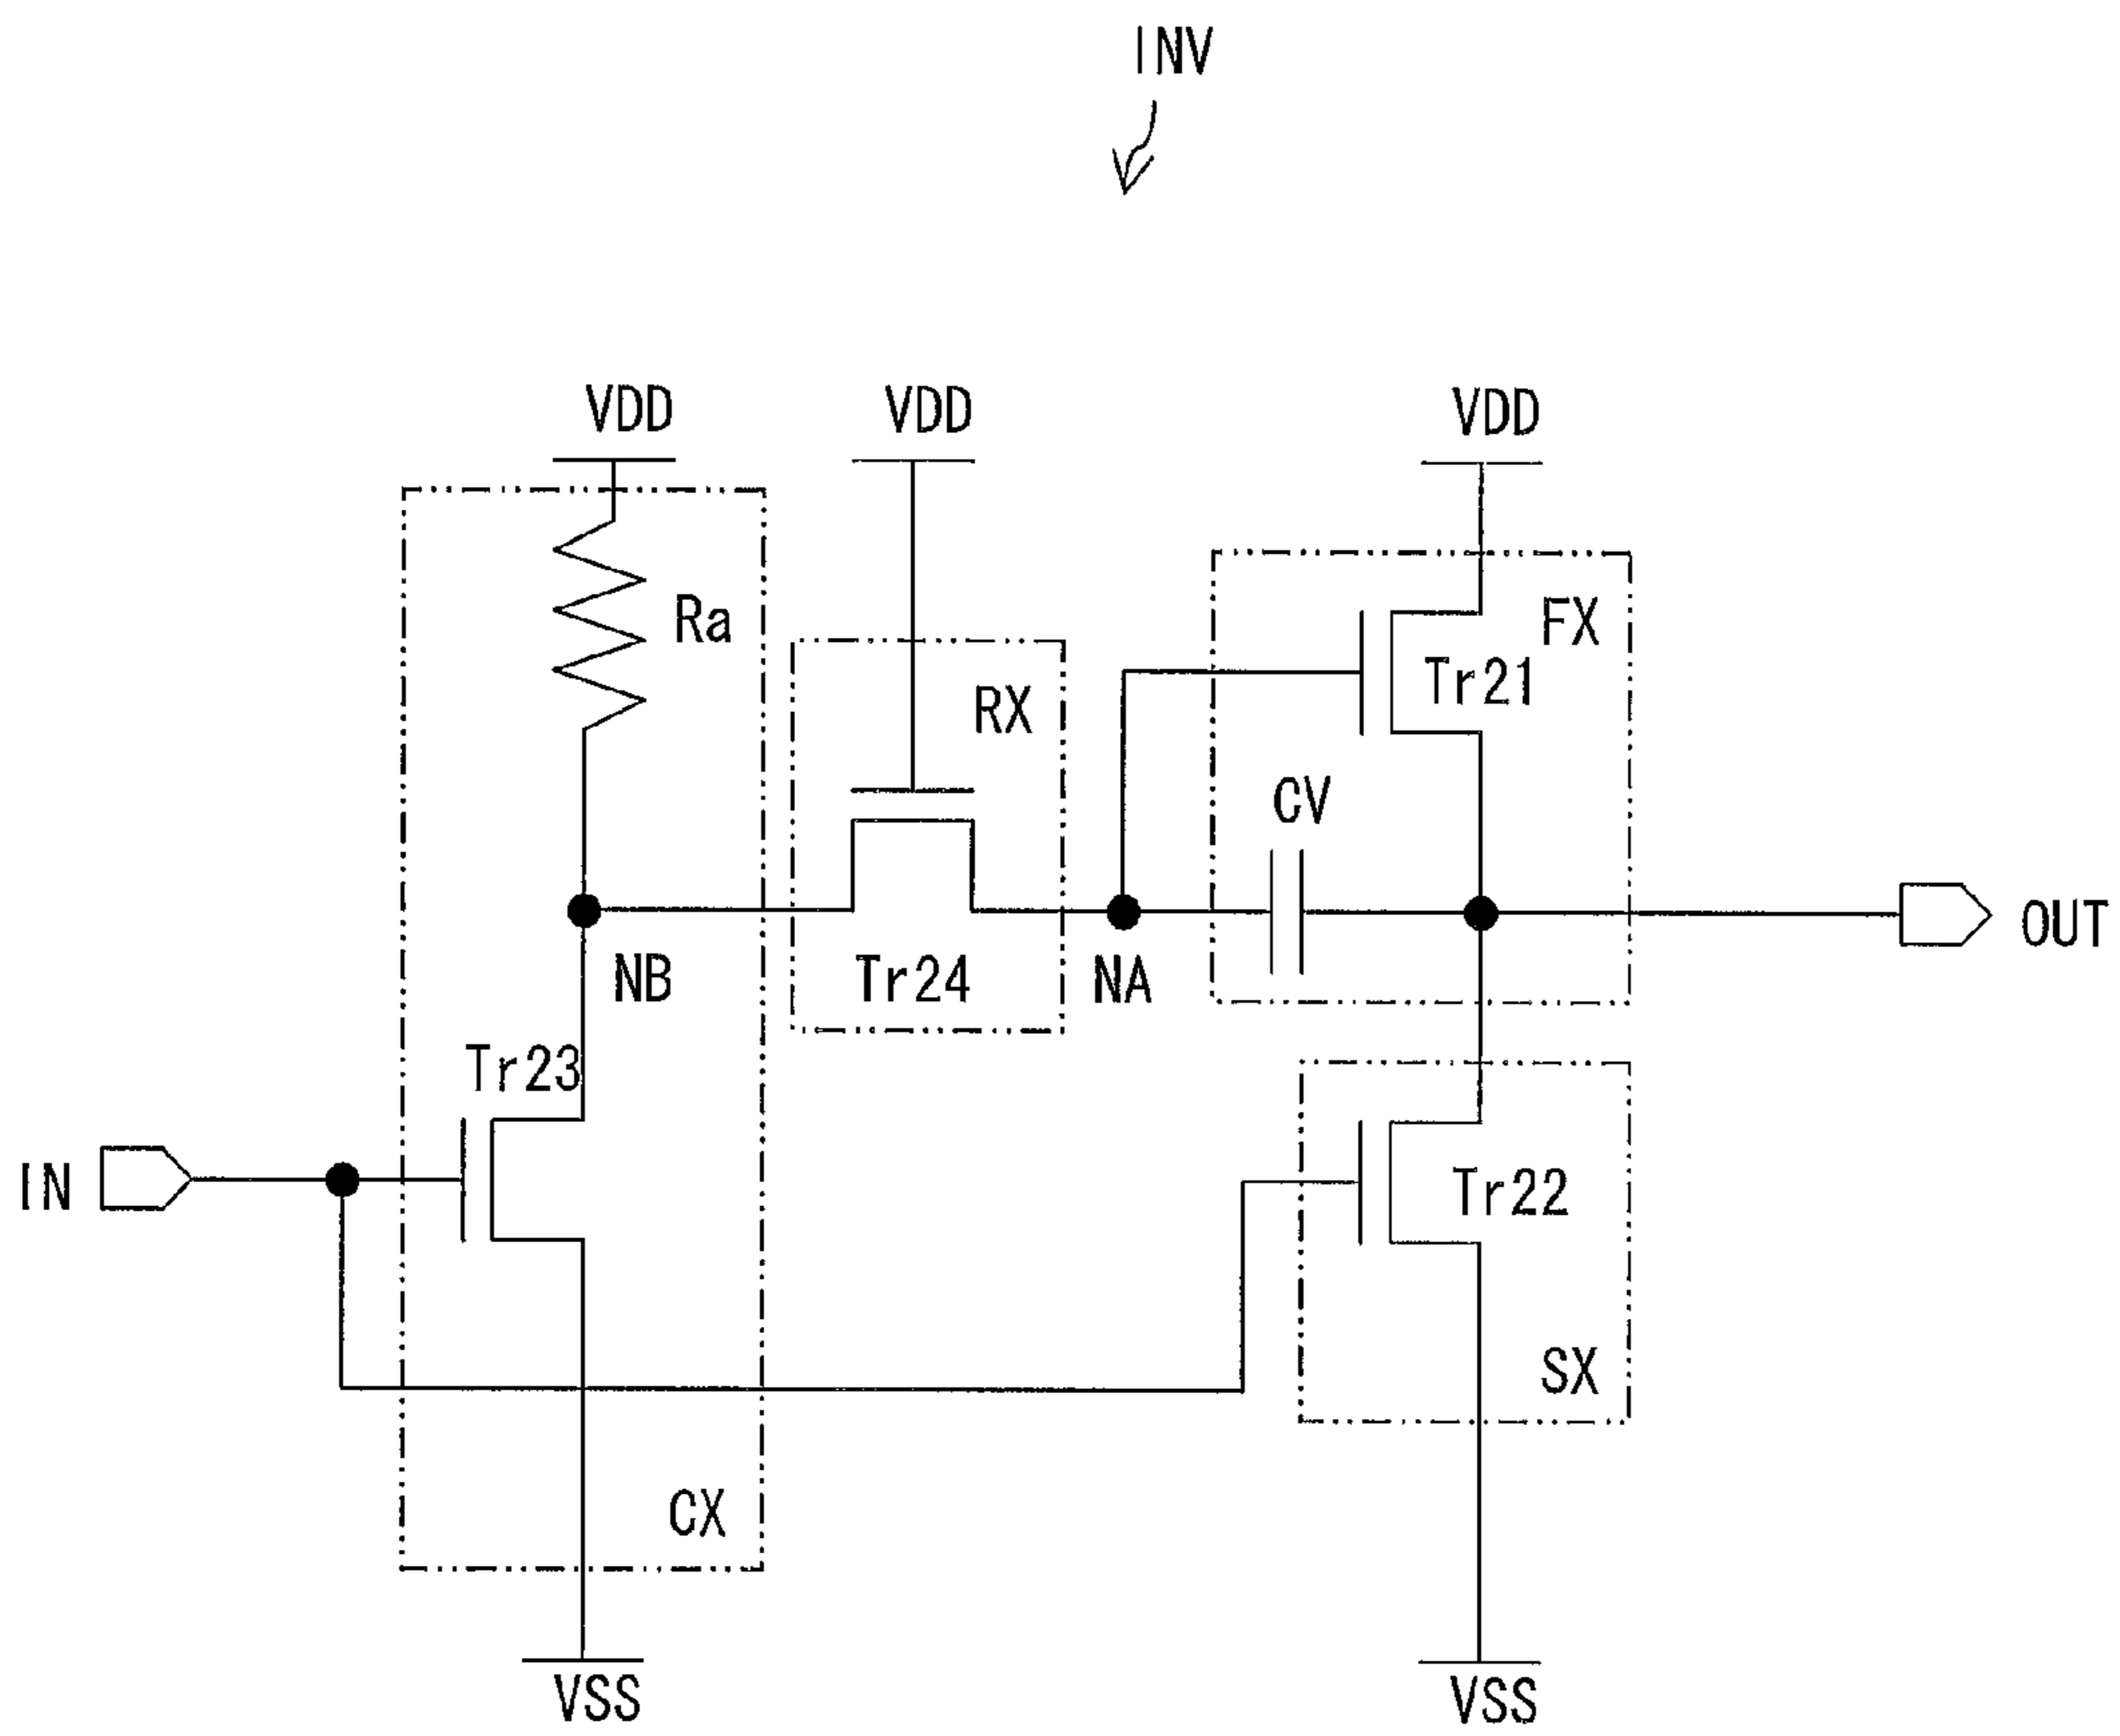 INV
VDD
VDD
VDD
Ra
FX
Tr21
RX
CV
OUT
NB
Tr24
NA
Tr23
IN
Tr22
SX
CX
VSS
VSS